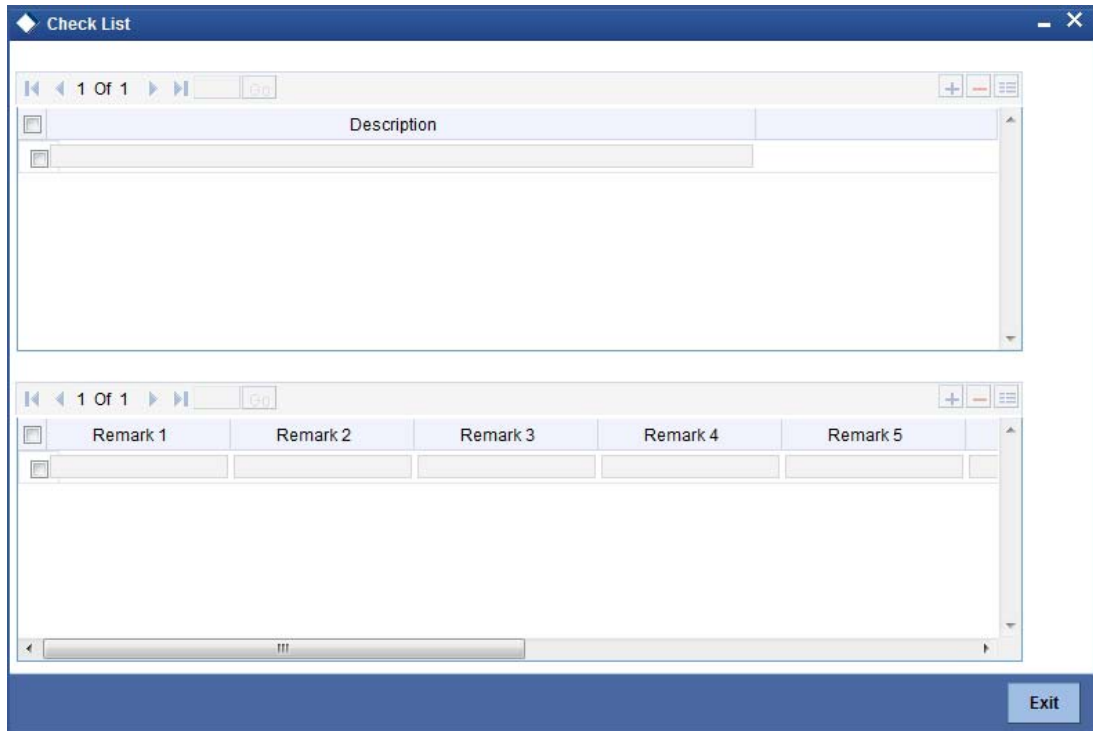 Check List
1 Of 1 Go
Description
1 Of 1 Go
Remark 1 Remark 2 Remark 3 Remark 4 Remark 5
Exit